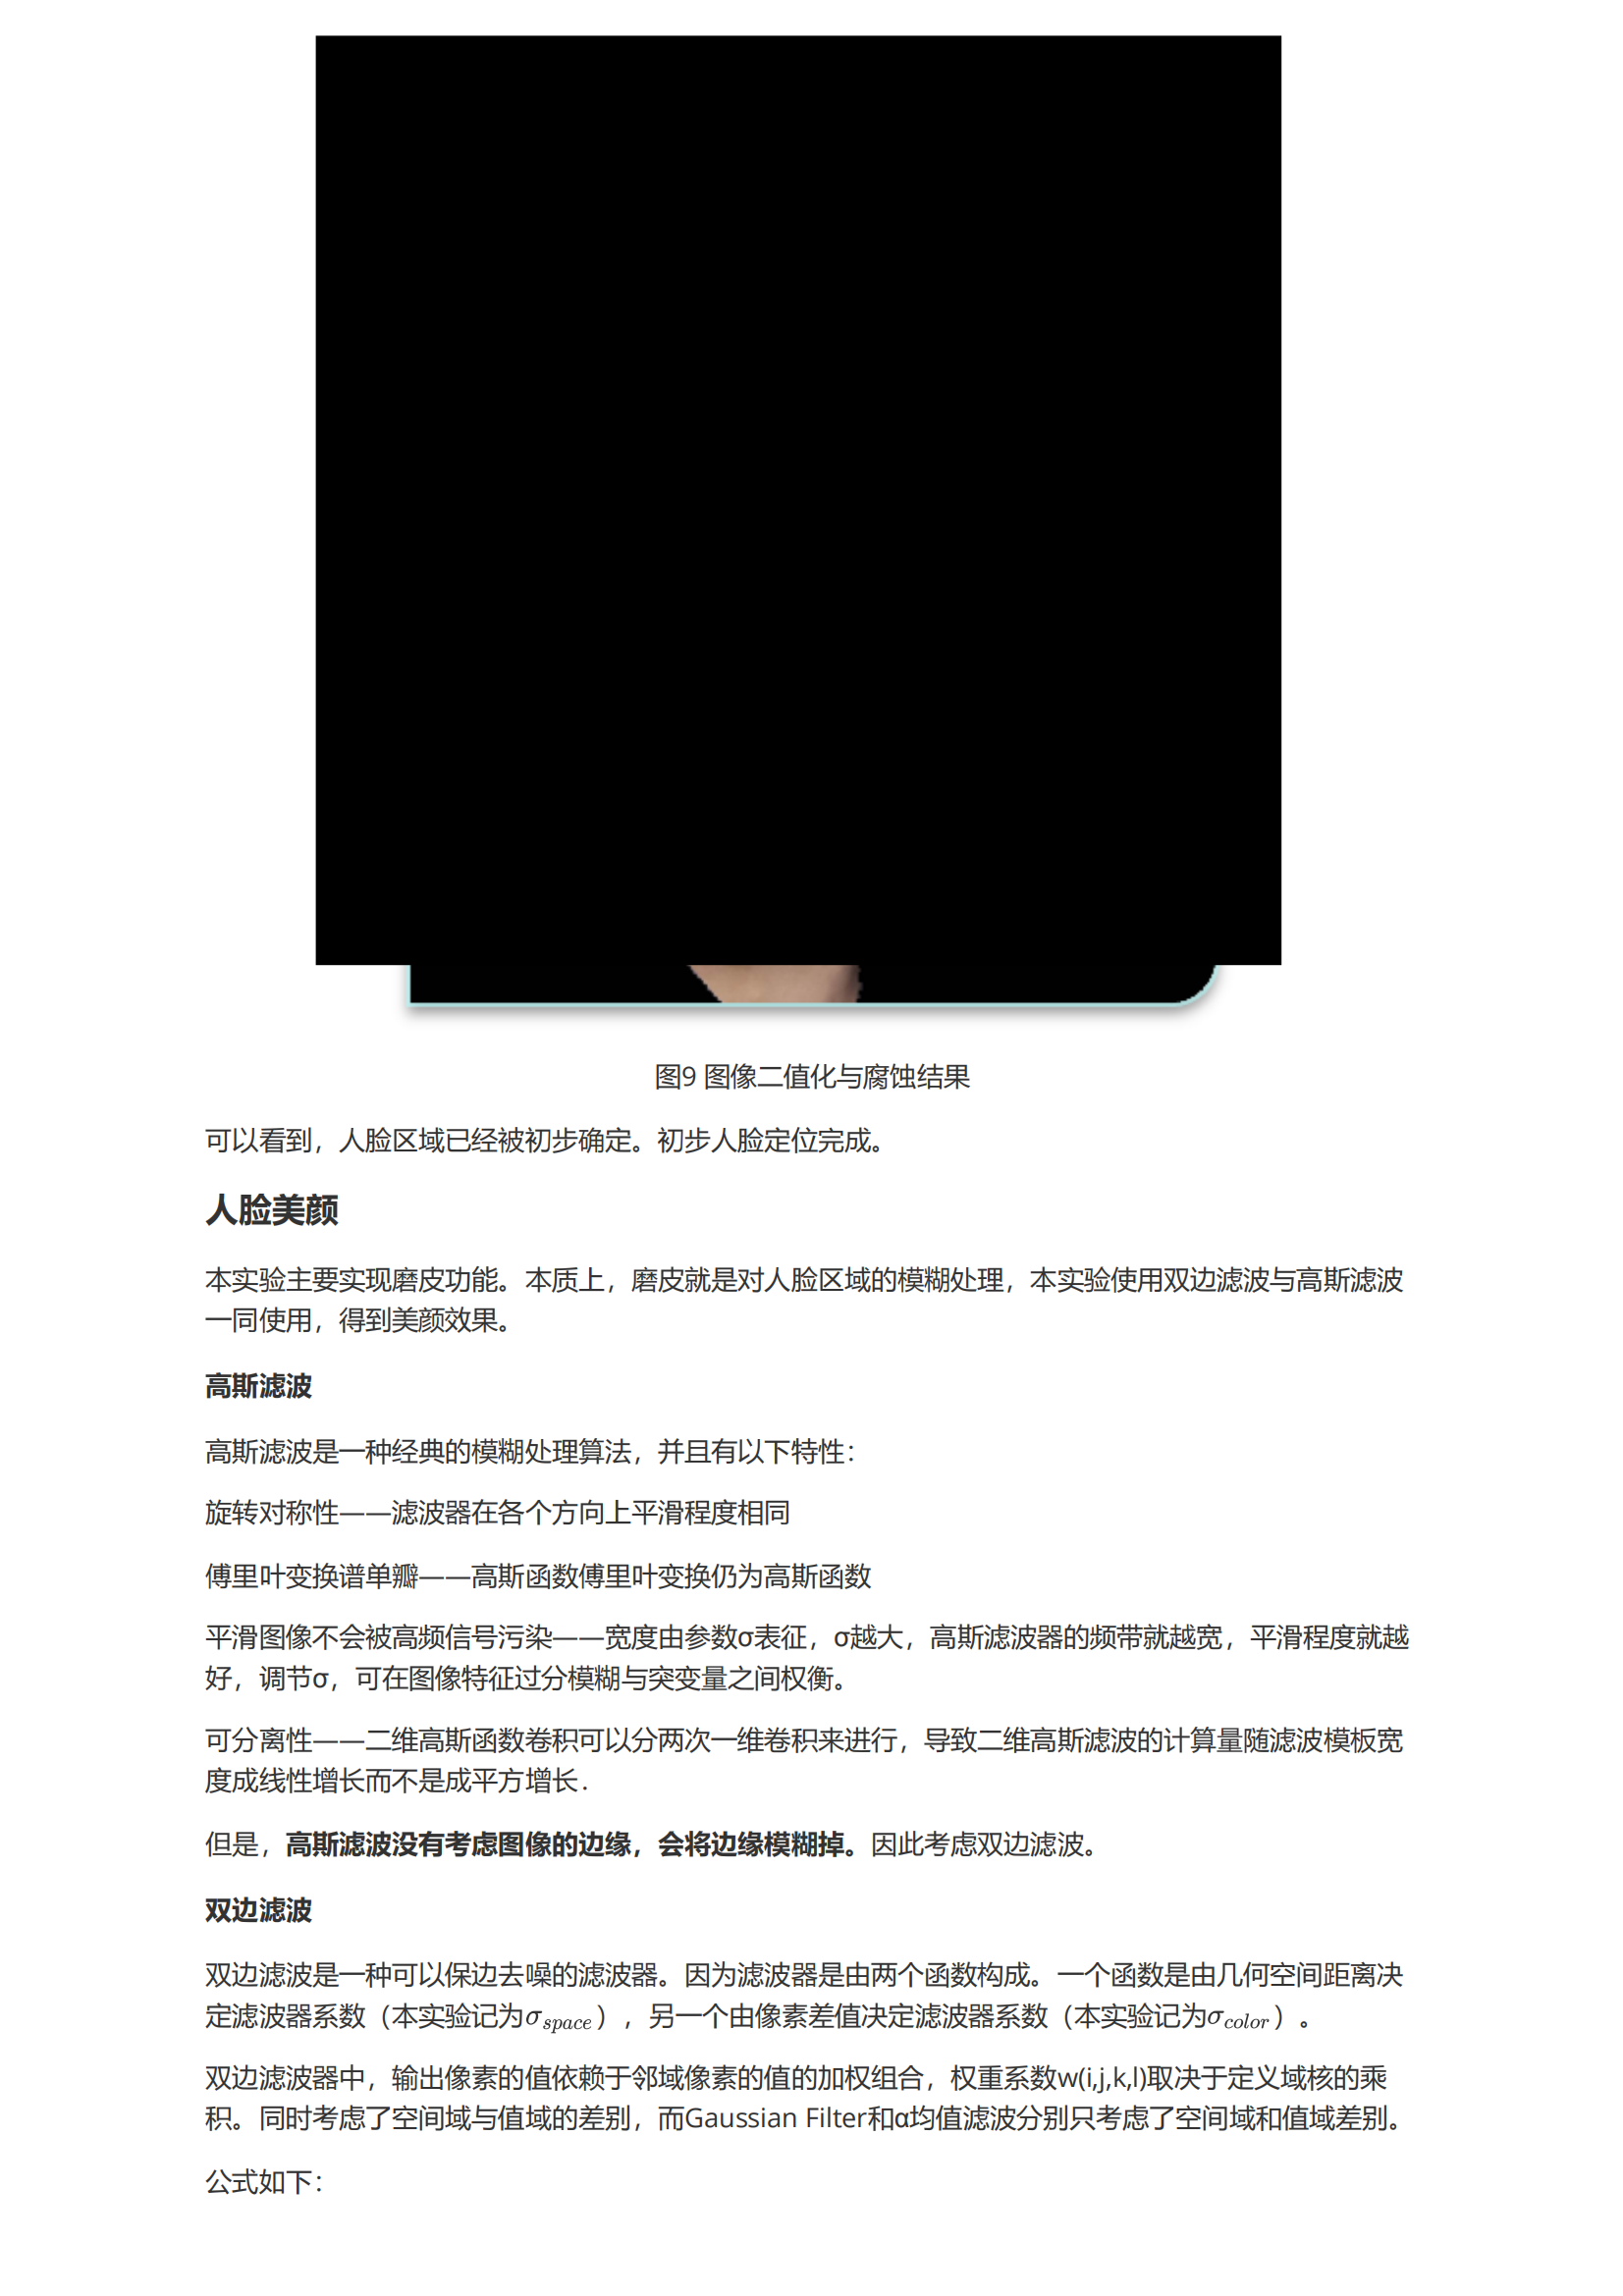 图9 图像二值化与腐蚀结果
可以看到，人脸区域已经被初步确定。初步人脸定位完成。
人脸美颜
本实验主要实现磨皮功能。本质上，磨皮就是对人脸区域的模糊处理，本实验使用双边滤波与高斯滤波
一同使用，得到美颜效果。
高斯滤波
高斯滤波是一种经典的模糊处理算法，并且有以下特性：
旋转对称性——滤波器在各个方向上平滑程度相同
傅里叶变换谱单瓣——高斯函数傅里叶变换仍为高斯函数
平滑图像不会被高频信号污染——宽度由参数σ表征，σ越大，高斯滤波器的频带就越宽，平滑程度就越
好，调节σ，可在图像特征过分模糊与突变量之间权衡。
可分离性——二维高斯函数卷积可以分两次一维卷积来进行，导致二维高斯滤波的计算量随滤波模板宽
度成线性增长而不是成平方增长．
但是，高斯滤波没有考虑图像的边缘，会将边缘模糊掉。因此考虑双边滤波。
双边滤波
双边滤波是一种可以保边去噪的滤波器。因为滤波器是由两个函数构成。一个函数是由几何空间距离决
定滤波器系数（本实验记为σ_space），另一个由像素差值决定滤波器系数（本实验记为σ_color）。
双边滤波器中，输出像素的值依赖于邻域像素的值的加权组合，权重系数w(i,j,k,l)取决于定义域核的乘
积。同时考虑了空间域与值域的差别，而Gaussian Filter和α均值滤波分别只考虑了空间域和值域差别。
公式如下：